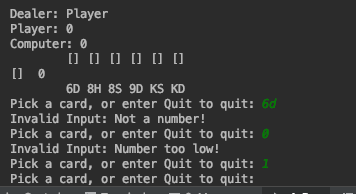 Dealer: Player
Player: 0
Computer: 0
[] [] [] [] [] []
[] 0
6D 8H 8S 9D KS KD
Pick a card, or enter Quit to quit: 6d
Invalid Input: Not a number!
Pick a card, or enter Quit to quit: 0
Invalid Input: Number too low!
Pick a card, or enter Quit to quit: 1
Pick a card, or enter Quit to quit: